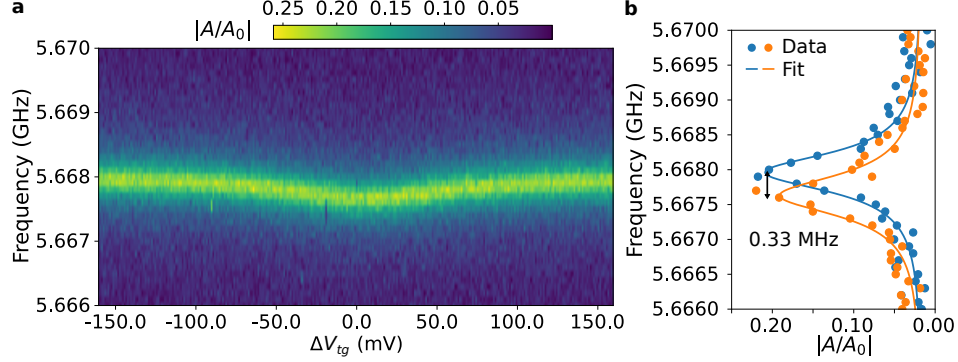 a
|A/A0| 0.25 0.20 0.15 0.10 0.05
5.670
5.669
5.668
5.667
5.666
Frequency (GHz)
-150.0 -100.0 -50.0 0.0 50.0 100.0 150.0
ΔVtg (mV)
b
5.6700
5.6695
5.6690
5.6685
5.6680
5.6675
5.6670
5.6665
5.6660
Frequency (GHz)
Data
Fit
0.33 MHz
0.20 0.10 0.00
|A/A0|